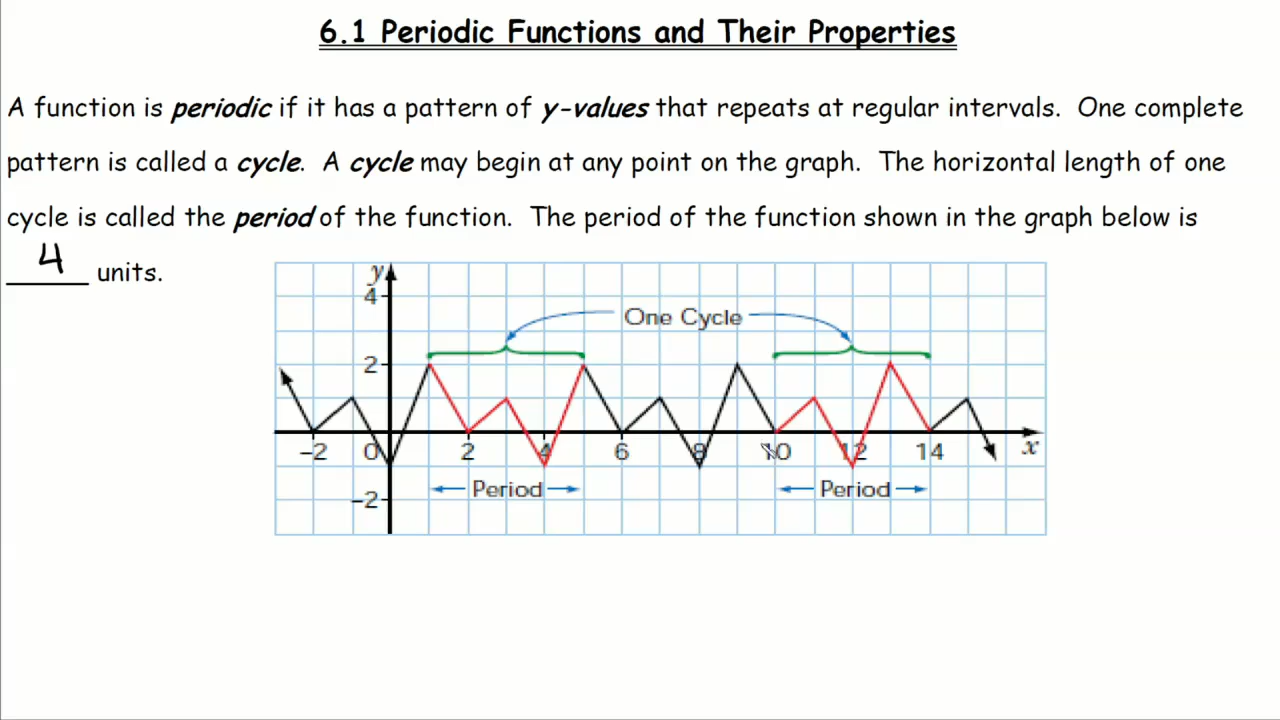 6.1 Periodic Functions and Their Properties
A function is periodic if it has a pattern of y-values that repeats at regular intervals. One complete
pattern is called a cycle. A cycle may begin at any point on the graph. The horizontal length of one
cycle is called the period of the function. The period of the function shown in the graph below is
4 units.
y
4
One Cycle
2
-2 0 2 4 6 8 10 12 14 x
Period Period
-2